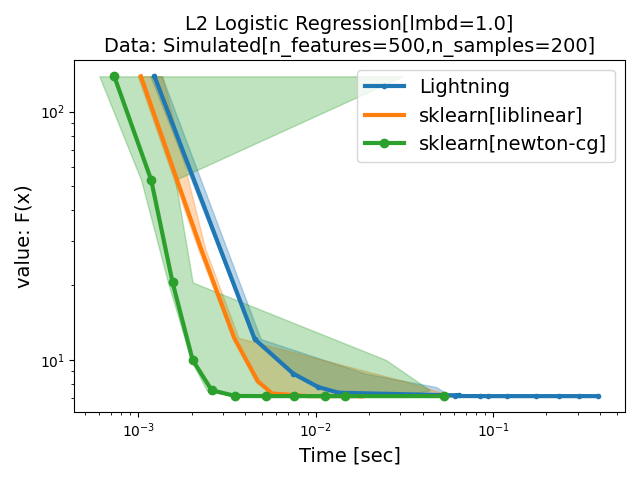 L2 Logistic Regression[lmbd=1.0]
Data: Simulated[n_features=500,n_samples=200]
value: F(x)
10²
10¹
Lightning
sklearn[liblinear]
sklearn[newton-cg]
10⁻³
10⁻²
10⁻¹
Time [sec]